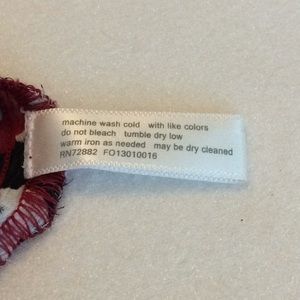 machine wash cold with like colors
do not bleach tumble dry low
warm iron as needed may be dry cleaned
RN72882 FO13010016